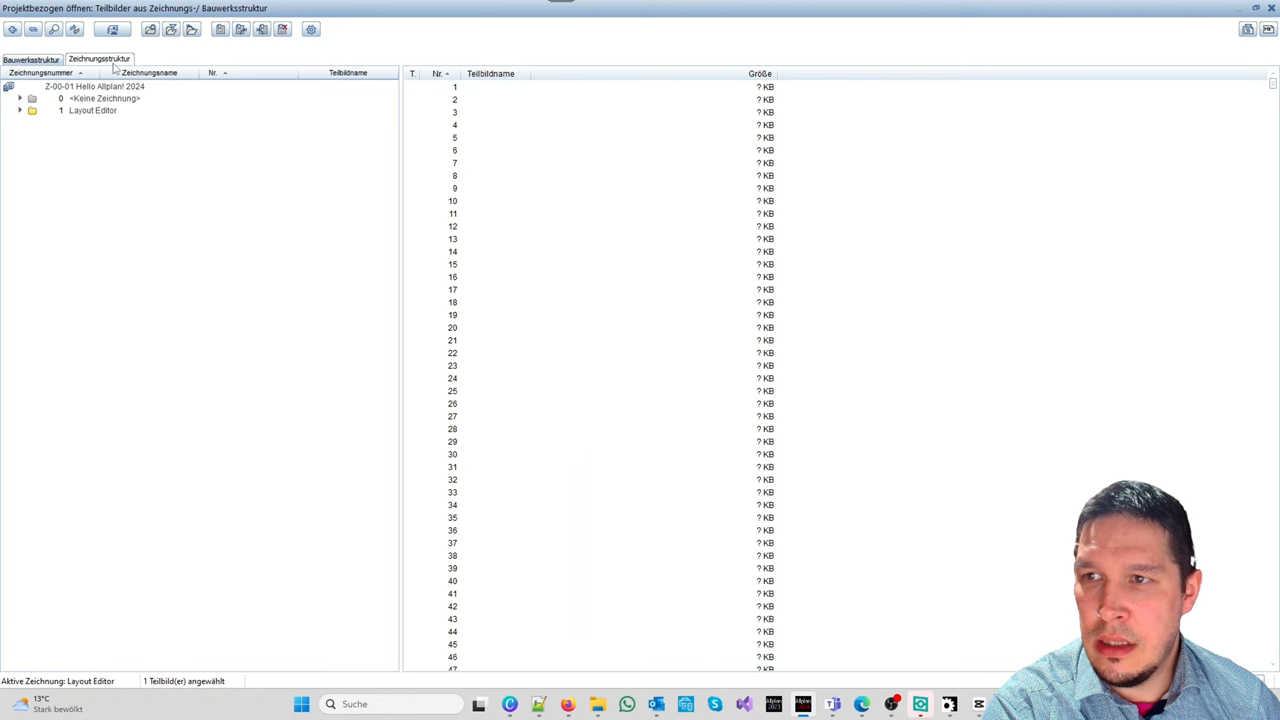 Projektbezogen öffnen: Teilbilder aus Zeichnungs-/ Bauwerksstruktur
Bauwerksstruktur
Zeichnungsstruktur
Zeichnungsnummer
Zeichnungsname
Nr.
Teilbildname
Z-00-01 Hello Allplan! 2024
0 <Keine Zeichnung>
1 Layout Editor
T. Nr. Teilbildname Größe
1 ? KB
2 ? KB
3 ? KB
4 ? KB
5 ? KB
6 ? KB
7 ? KB
8 ? KB
9 ? KB
10 ? KB
11 ? KB
12 ? KB
13 ? KB
14 ? KB
15 ? KB
16 ? KB
17 ? KB
18 ? KB
19 ? KB
20 ? KB
21 ? KB
22 ? KB
23 ? KB
24 ? KB
25 ? KB
26 ? KB
27 ? KB
28 ? KB
29 ? KB
30 ? KB
31 ? KB
32 ? KB
33 ? KB
34 ? KB
35 ? KB
36 ? KB
37 ? KB
38 ? KB
39 ? KB
40 ? KB
41 ? KB
42 ? KB
43 ? KB
44 ? KB
45 ? KB
46 ? KB
47 ? KB
Aktive Zeichnung: Layout Editor
1 Teilbild(er) angewählt
13°C
Stark bewölkt
Suche